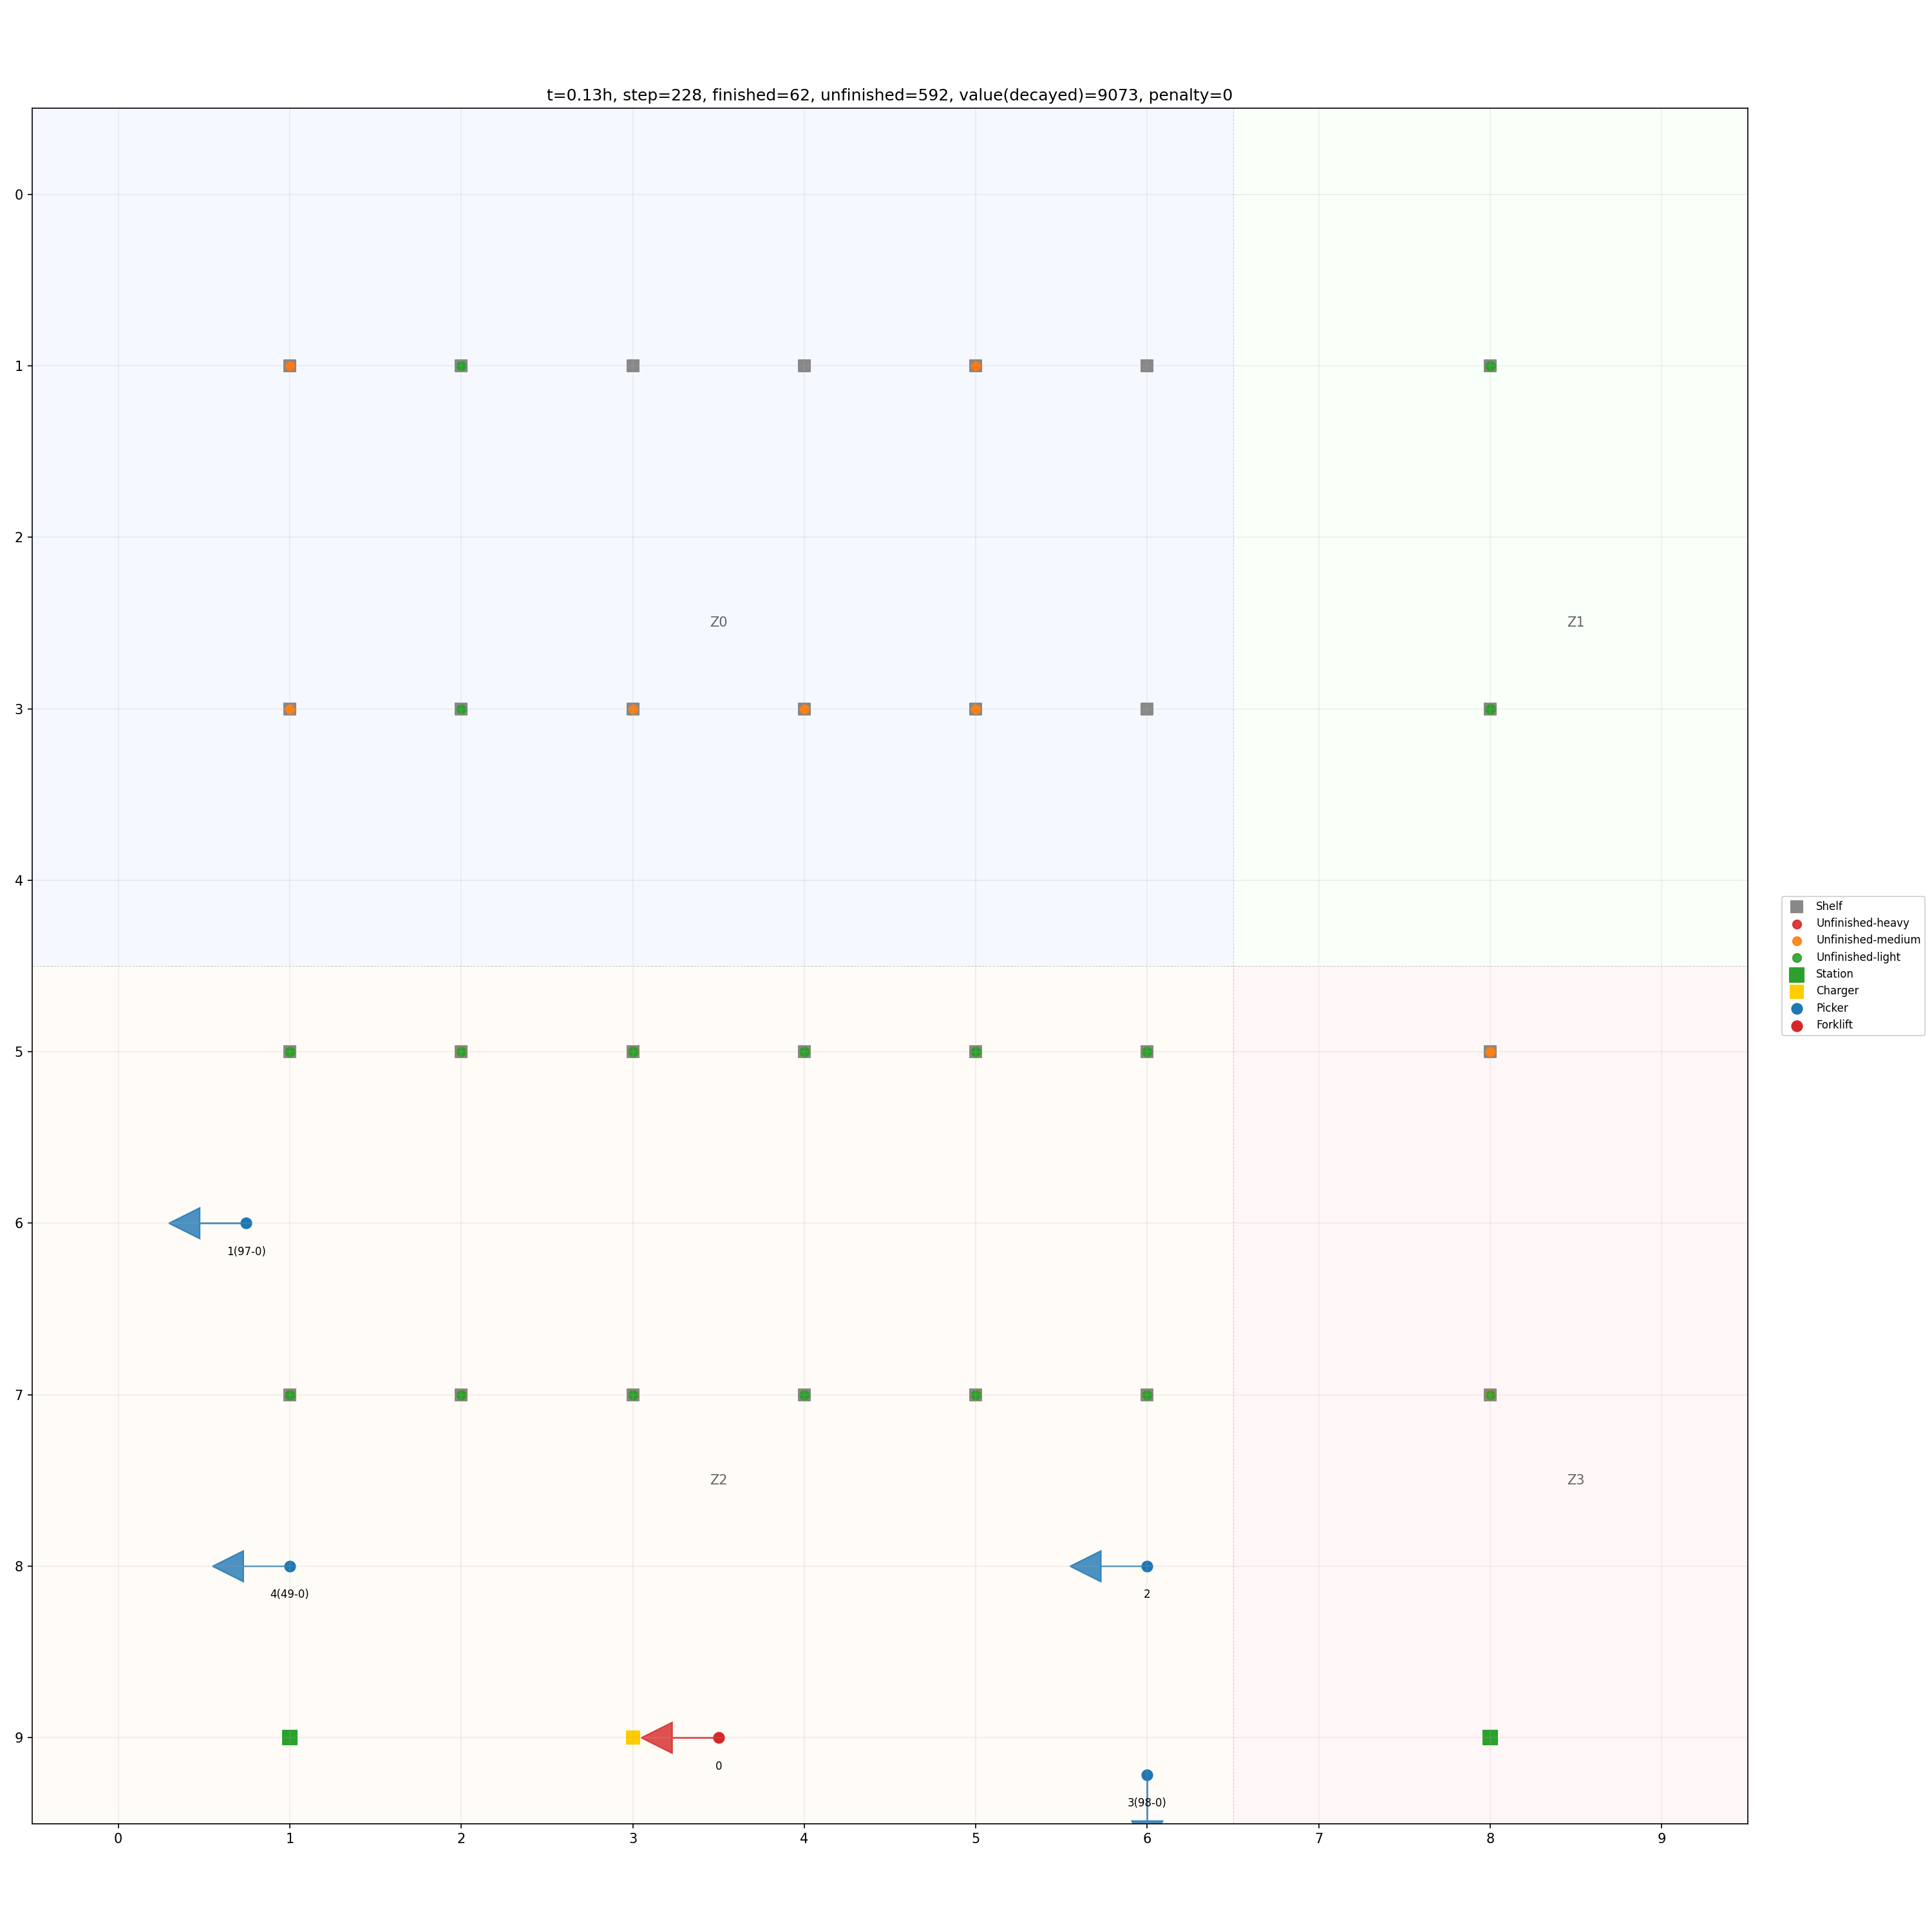 t=0.13h, step=228, finished=62, unfinished=592, value(decayed)=9073, penalty=0
0
1
2
Z0
Z1
3
4
Shelf
Unfinished-heavy
Unfinished-medium
Unfinished-light
Station
Charger
Picker
Forklift
5
6
1(97-0)
7
Z2
Z3
8
4(49-0)
2
9
0
3(98-0)
0 1 2 3 4 5 6 7 8 9